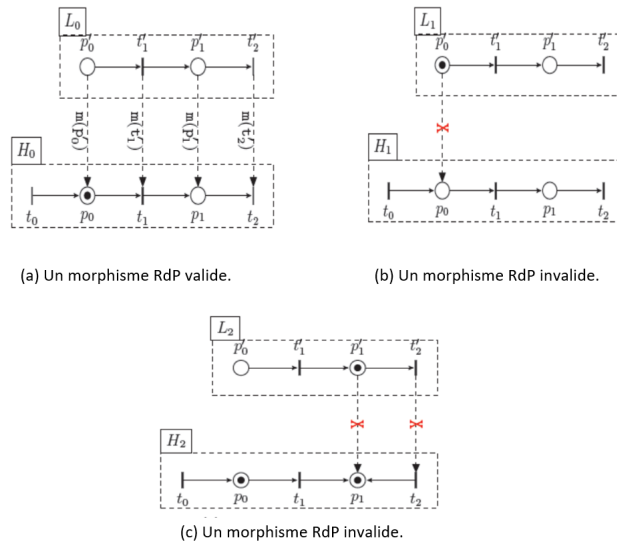 L₀
p′₀ t′₁ p′₁ t′₂
m(p′₀) m(t′₁) m(p′₁) m(t′₂)
H₀
t₀ p₀ t₁ p₁ t₂
(a) Un morphisme RdP valide.
L₁
p′₀ t′₁ p′₁ t′₂
H₁
t₀ p₀ t₁ p₁ t₂
(b) Un morphisme RdP invalide.
L₂
p′₀ t′₁ p′₁ t′₂
H₂
t₀ p₀ t₁ p₁ t₂
(c) Un morphisme RdP invalide.